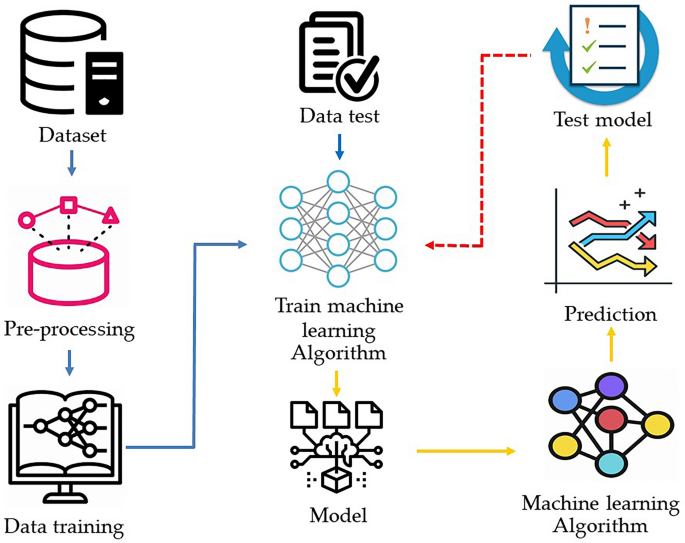 Dataset
Pre-processing
Data training
Data test
Train machine
learning
Algorithm
Model
Machine learning
Algorithm
Prediction
Test model